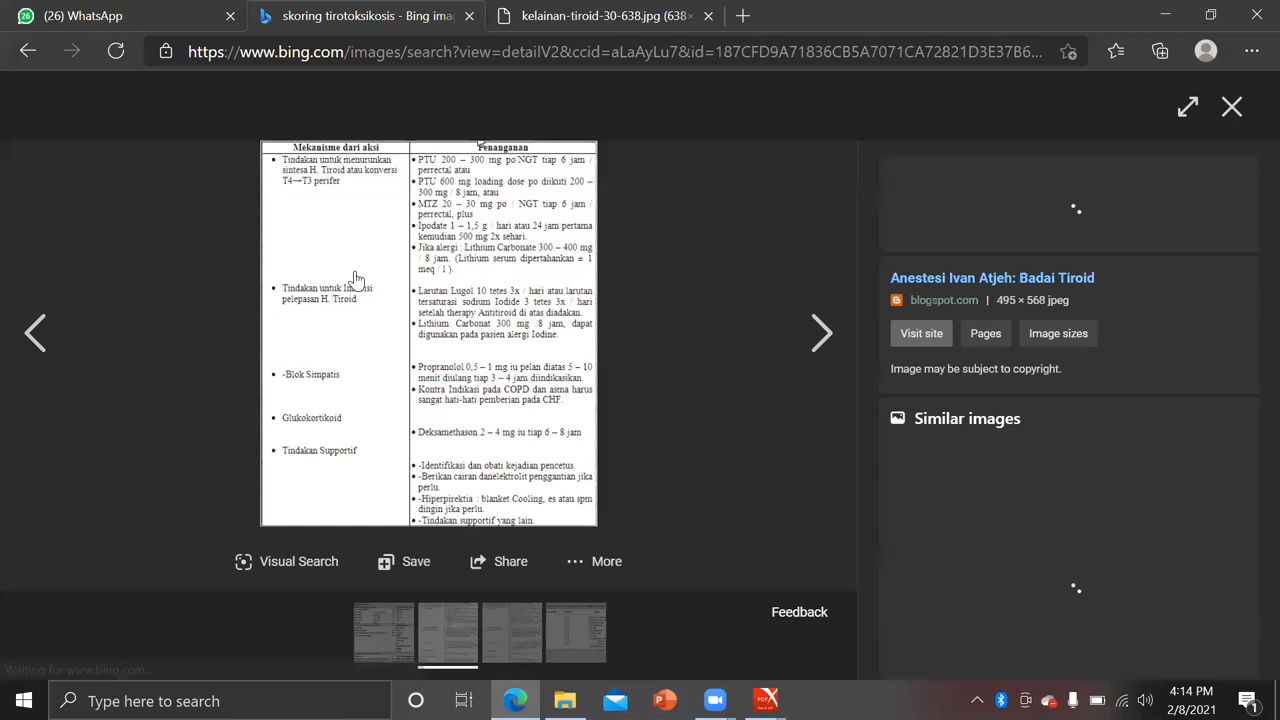 (26) WhatsApp
skoring tirotoksikosis - Bing imag
kelainan-tiroid-30-638.jpg (638×
https://www.bing.com/images/search?view=detailV2&ccid=aLaAyLu7&id=187CFD9A71836CB5A7071CA72821D3E37B6...
Mekanisme dari aksi
Penanganan
Tindakan untuk menurunkan
sintesa H. Tiroid atau konversi
T4→T3 perifer
PTU 200 – 300 mg po/NGT tiap 6 jam /
perrectal atau
PTU 600 mg loading dose po diikuti 200 –
300 mg / 8 jam, atau
MTZ 20 – 30 mg po / NGT tiap 6 jam /
perrectal, plus
Ipodate 1 – 1,5 g / hari atau 24 jam pertama
kemudian 500 mg 2x sehari.
Jika alergi : Lithium Carbonate 300 – 400 mg
/ 8 jam. (Lithium serum dipertahankan ± 1
meq / l ).
Tindakan untuk
pelepasan H. Tiroid
Larutan Lugol 10 tetes 3x / hari atau larutan
tersaturasi sodium Iodide 3 tetes 3x / hari
setelah therapy Antitiroid di atas diadakan.
Lithium Carbonat 300 mg /8 jam, dapat
digunakan pada pasien alergi Iodine.
-Blok Simpatis
Propranolol 0,5 – 1 mg iu pelan diatas 5 – 10
menit diulang tiap 3 – 4 jam diindikasikan.
Kontra Indikasi pada COPD dan asma harus
sangat hati-hati pemberian pada CHF.
Glukokortikoid
Deksamethason 2 – 4 mg iu tiap 6 – 8 jam
Tindakan Supportif
-Identifikasi dan obati kejadian pencetus.
-Berikan cairan danelektrolit penggantian jika
perlu.
-Hiperpirektia : blanket Cooling, es atau spm
dingin jika perlu.
-Tindakan supportif yang lain.
Visual Search
Save
Share
More
Feedback
Anestesi Ivan Atjeh: Badai Tiroid
blogspot.com | 495 × 568 jpeg
Visit site
Pages
Image sizes
Image may be subject to copyright.
Similar images
Waiting for www.bing.com...
Type here to search
4:14 PM
2/8/2021